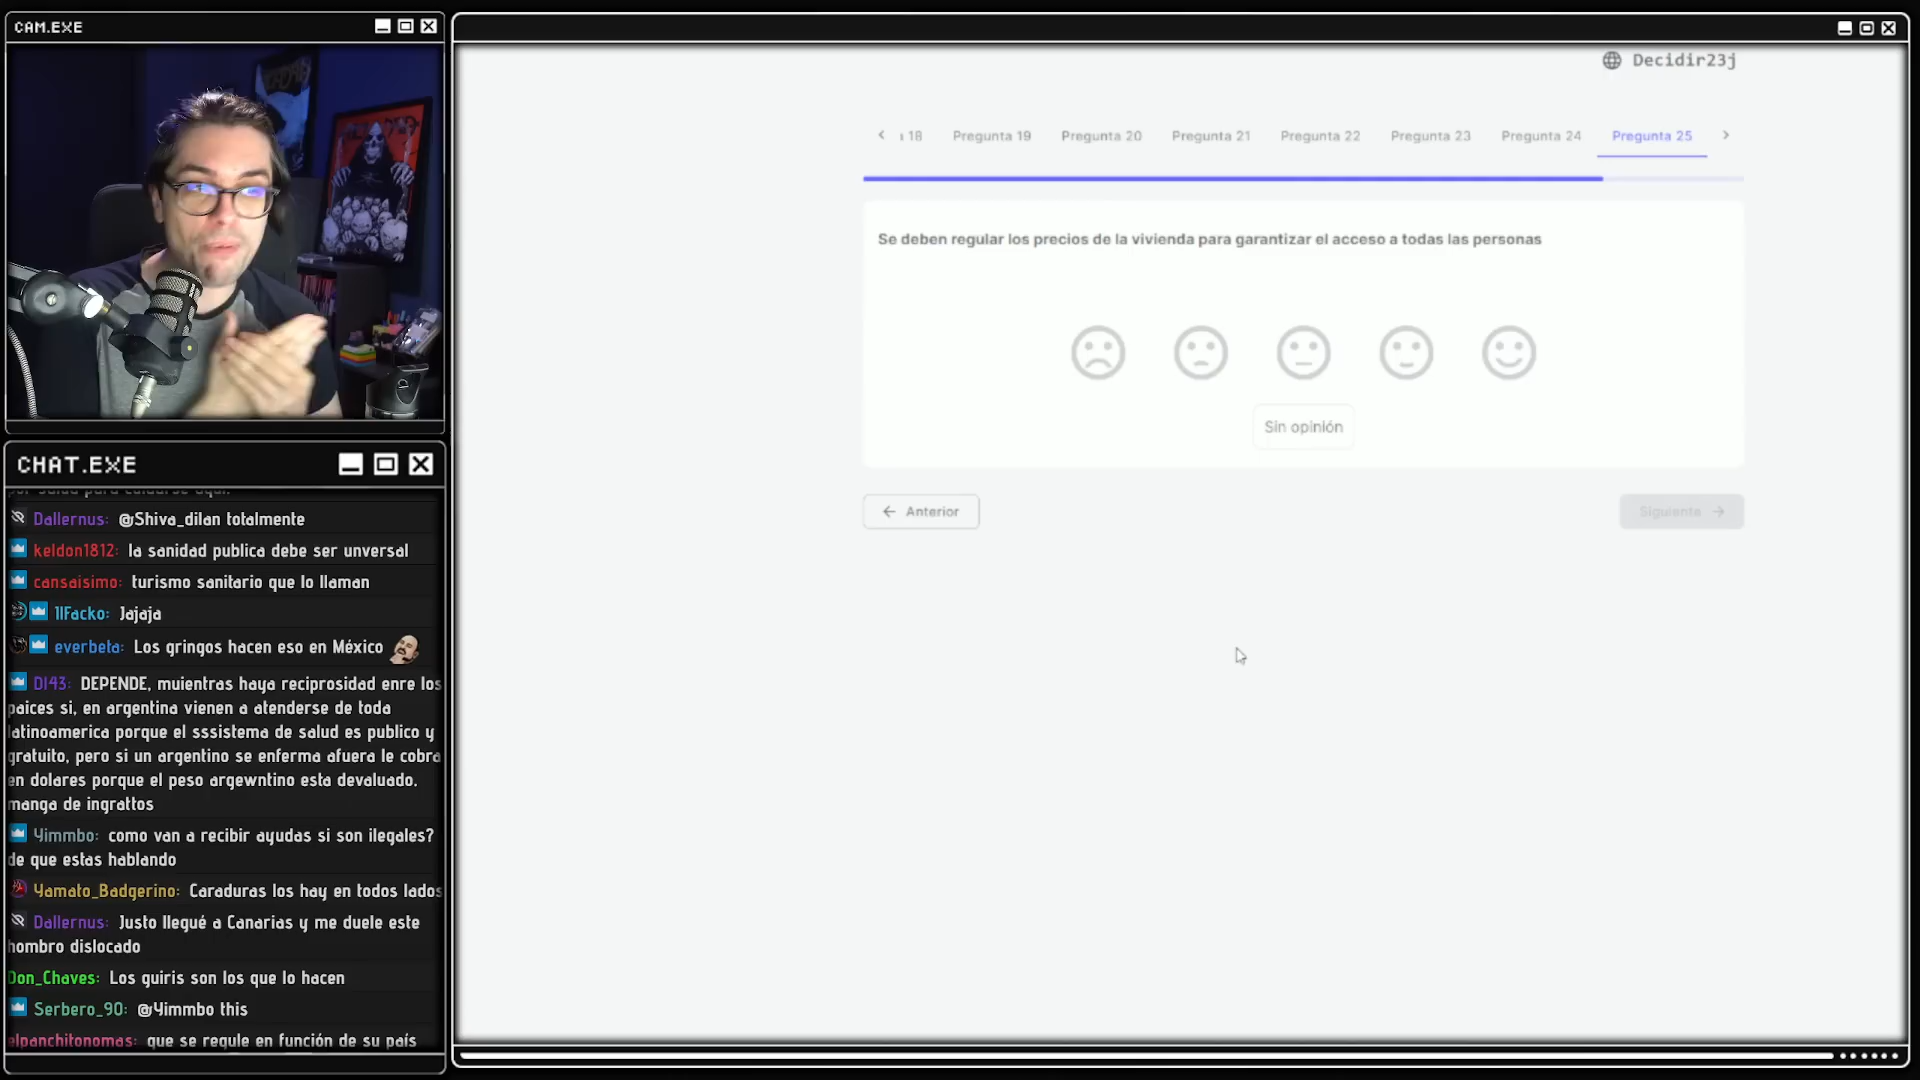 CAM.EXE
CHAT.EXE
Dallernus: @Shiva_dilan totalmente
keldon1812: la sanidad publica debe ser unversal
cansaisimo: turismo sanitario que lo llaman
11Facko: Jajaja
everbeta: Los gringos hacen eso en México
D143: DEPENDE, muientras haya reciprosidad enre los
paices si, en argentina vienen a atenderse de toda
latinoamerica porque el sssistema de salud es publico y
gratuito, pero si un argentino se enferma afuera le cobra
en dolares porque el peso argewntino esta devaluado.
manga de ingrattos
Yimmbo: como van a recibir ayudas si son ilegales?
de que estas hablando
Yamato_Badgerino: Caraduras los hay en todos lados
Dallernus: Justo llegué a Canarias y me duele este
hombro dislocado
Don_Chaves: Los guiris son los que lo hacen
Serbero_90: @Yimmbo this
elpanchitonomas: que se regule en función de su país
Decidir23j
18 Pregunta 19 Pregunta 20 Pregunta 21 Pregunta 22 Pregunta 23 Pregunta 24 Pregunta 25
Se deben regular los precios de la vivienda para garantizar el acceso a todas las personas
Sin opinión
← Anterior
Siguiente →